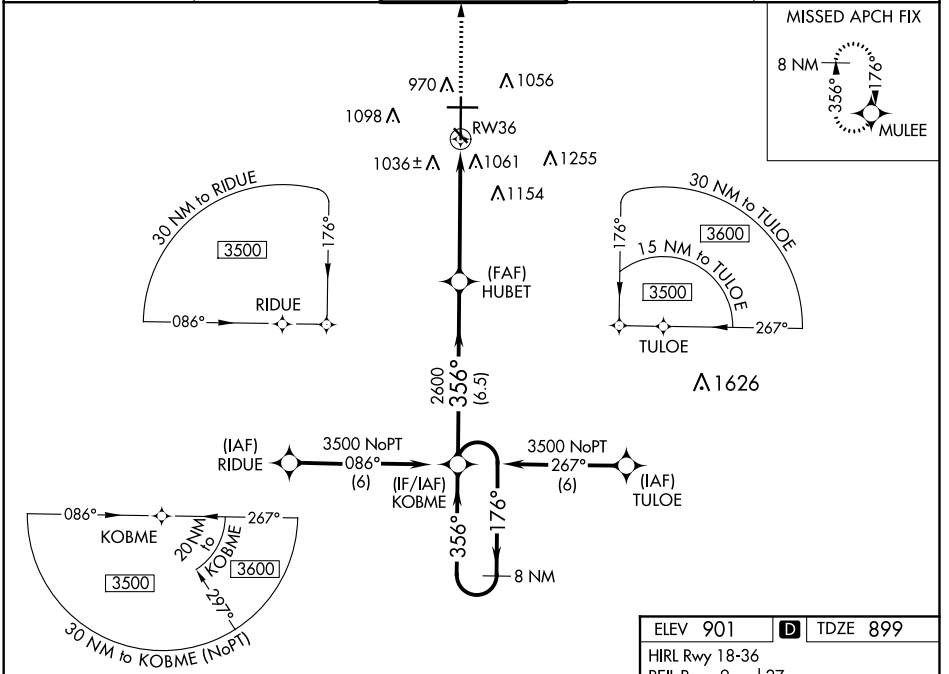 MISSED APCH FIX
8 NM
356°
176°
MULEE
970
1056
1098
RW36
1036±
1061
1255
1154
30 NM to RIDUE
3500
176°
086°
RIDUE
30 NM to TULOE
3600
176°
15 NM to TULOE
3500
267°
TULOE
(FAF)
HUBET
1626
2600
356°
(6.5)
(IAF)
RIDUE
3500 NoPT
086°
(6)
(IF/IAF)
KOBME
3500 NoPT
267°
(6)
(IAF)
TULOE
356°
176°
8 NM
086°
KOBME
267°
20 NM
to
KOBME
3500
3600
297°
30 NM to KOBME (NoPT)
ELEV 901
D
TDZE 899
HIRL Rwy 18-36